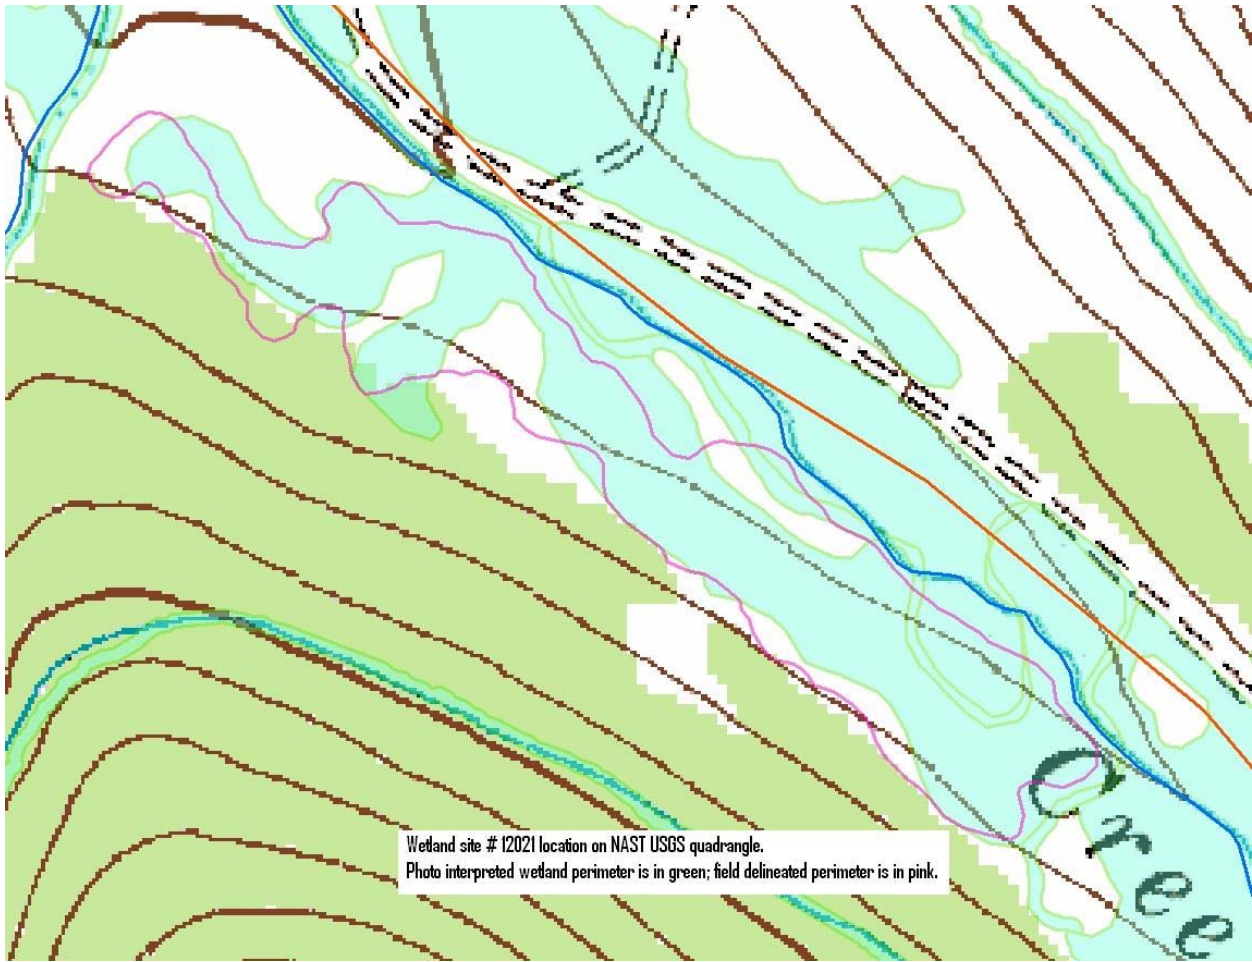 Cree
Wetland site # 12021 location on NAST USGS quadrangle.
Photo interpreted wetland perimeter is in green; field delineated perimeter is in pink.